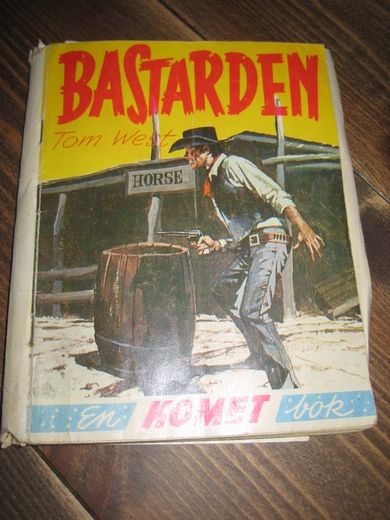 BASTARDEN
Tom West
HORSE
En KOMET bok